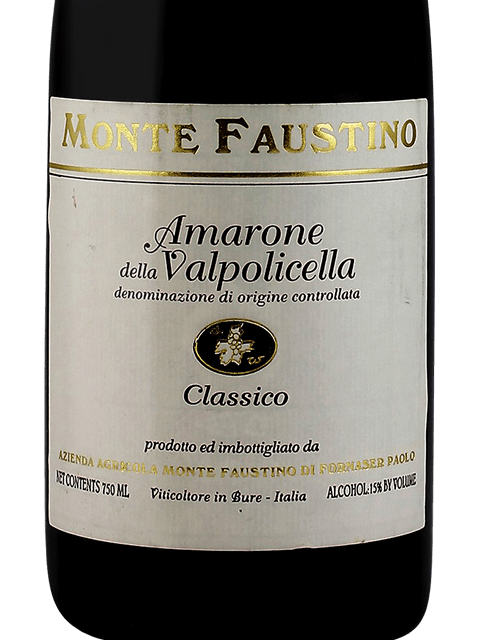 MONTE FAUSTINO
Amarone
della Valpolicella
denominazione di origine controllata
Classico
prodotto ed imbottigliato da
AZIENDA AGRICOLA MONTE FAUSTINO DI FORNASER PAOLO
NET CONTENTS 750 ML Viticoltore in Bure - Italia ALCOHOL: 15% BY VOLUME